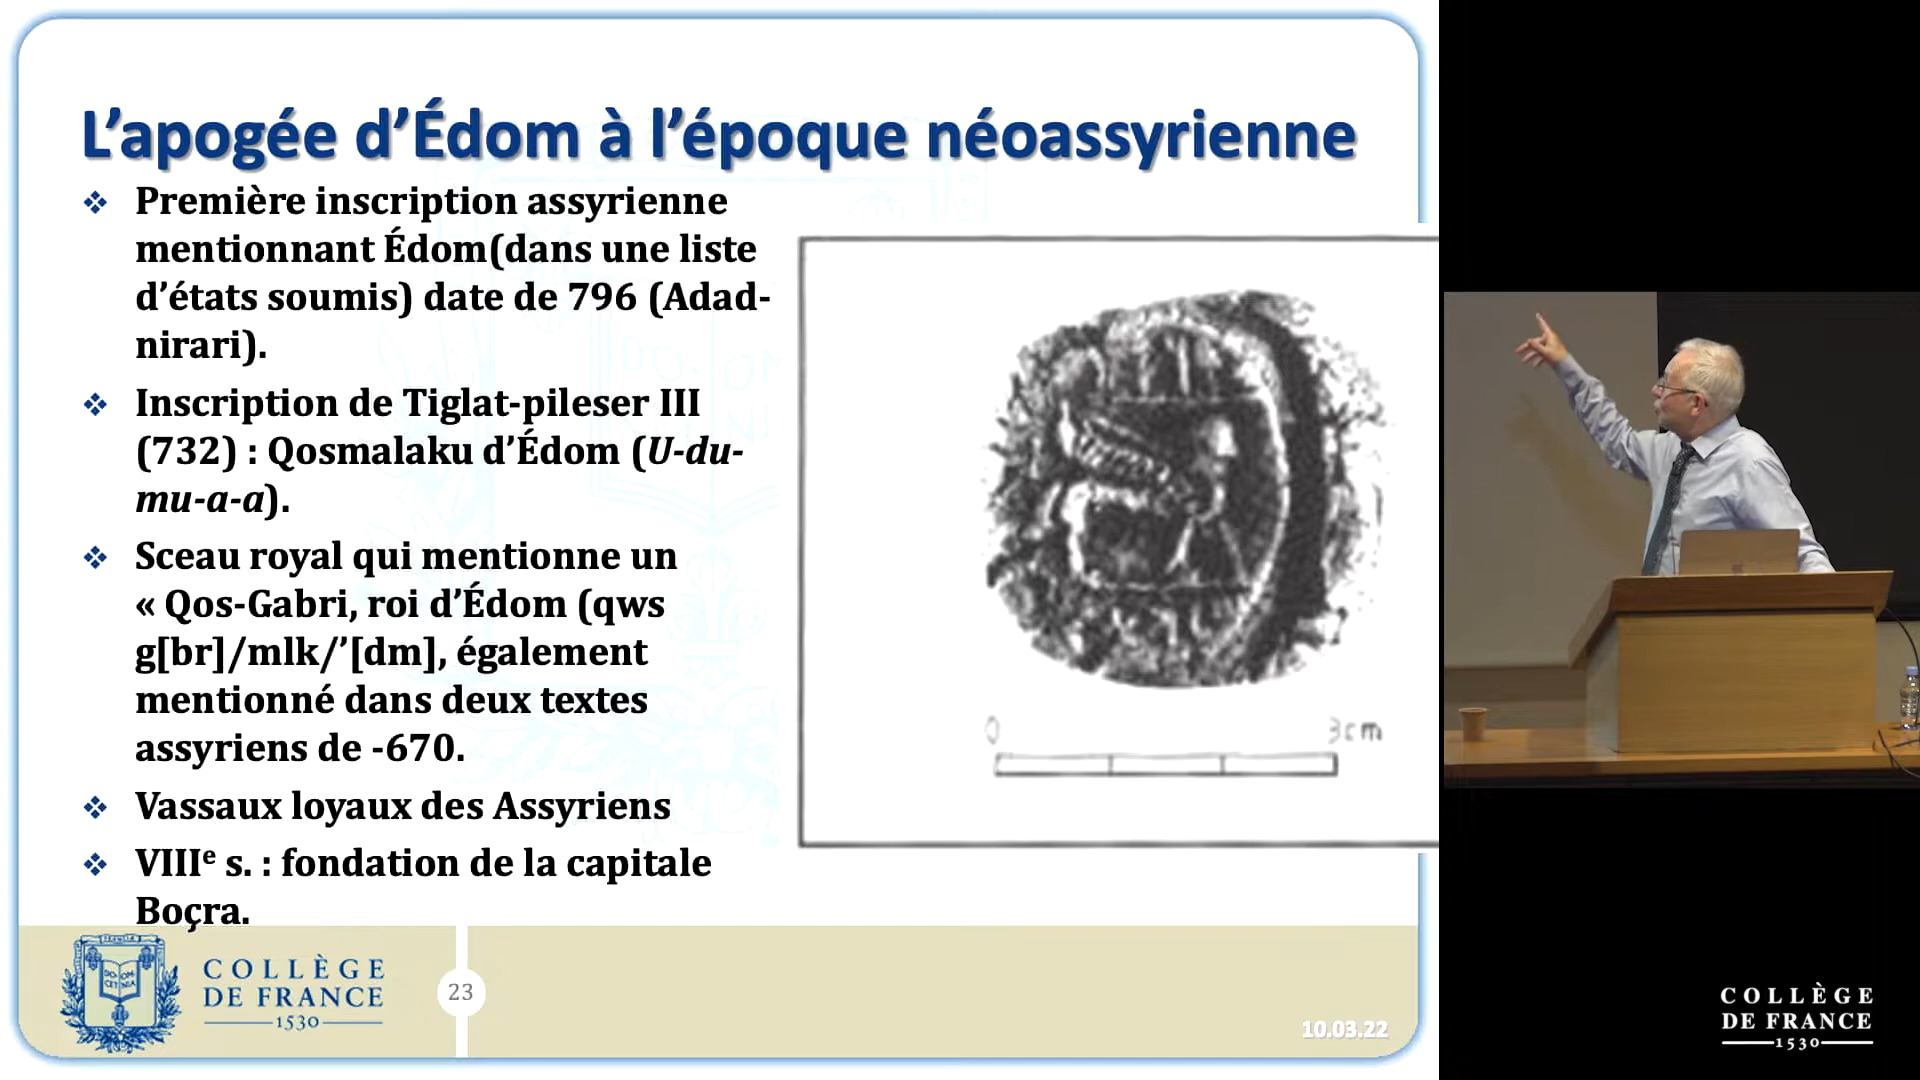 L’apogée d’Édom à l’époque néoassyrienne
❖ Première inscription assyrienne
mentionnant Édom(dans une liste
d’états soumis) date de 796 (Adad-
nirari).
❖ Inscription de Tiglat-pileser III
(732) : Qosmalaku d’Édom (U-du-
mu-a-a).
❖ Sceau royal qui mentionne un
« Qos-Gabri, roi d’Édom (qws
g[br]/mlk/’[dm], également
mentionné dans deux textes
assyriens de -670.
❖ Vassaux loyaux des Assyriens
❖ VIIIe s. : fondation de la capitale
Boçra.
0 3cm
COLLÈGE
DE FRANCE
1530
23
10.03.22
COLLÈGE
DE FRANCE
1530